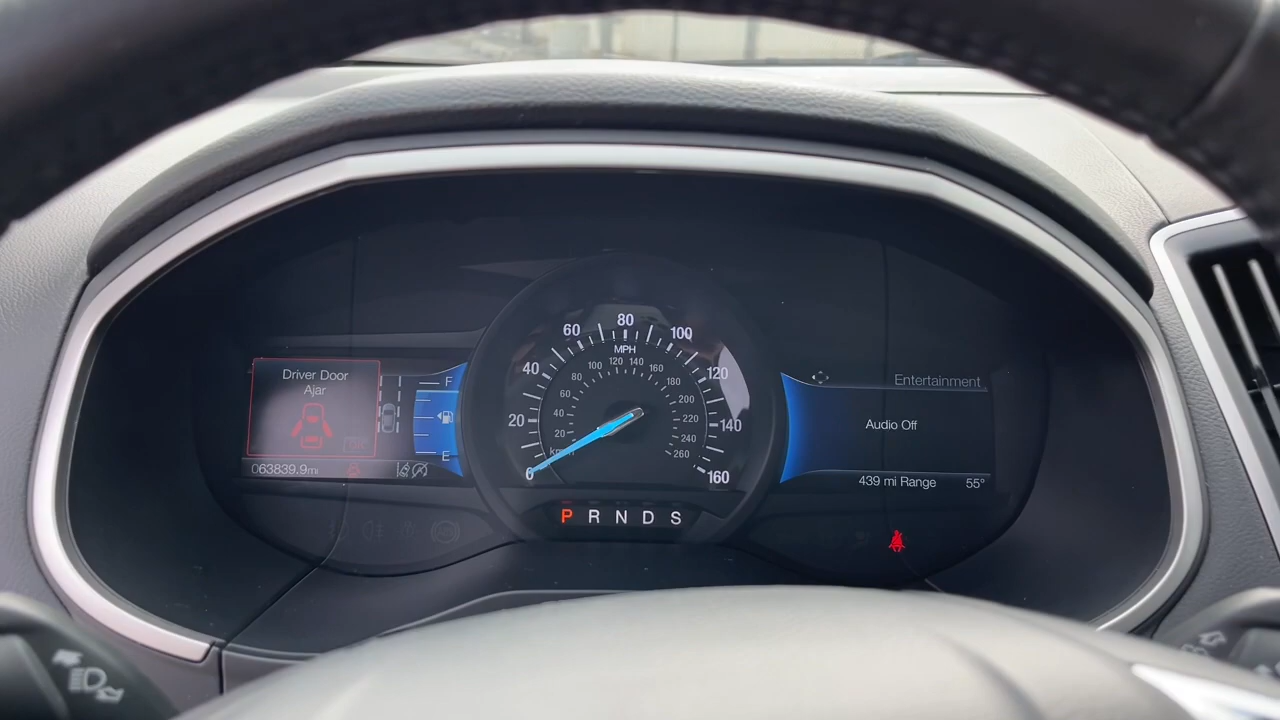 Driver Door
Ajar
OK
063839.9mi
F
E
0
20
40
60
80
100
120
140
160
MPH
20
40
60
80
100
120
140
160
180
200
220
240
260
P R N D S
Entertainment
Audio Off
439 mi Range
55°